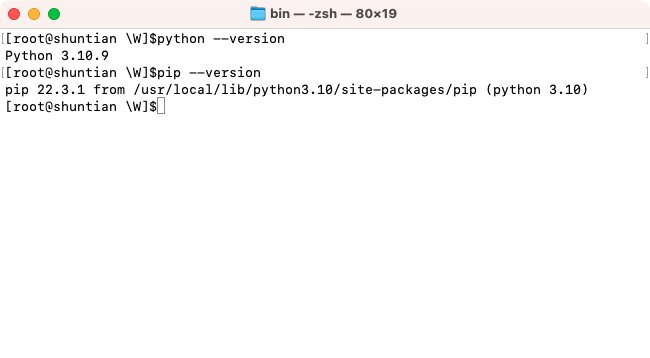 bin — -zsh — 80×19
[root@shuntian \W]$python --version
Python 3.10.9
[root@shuntian \W]$pip --version
pip 22.3.1 from /usr/local/lib/python3.10/site-packages/pip (python 3.10)
[root@shuntian \W]$